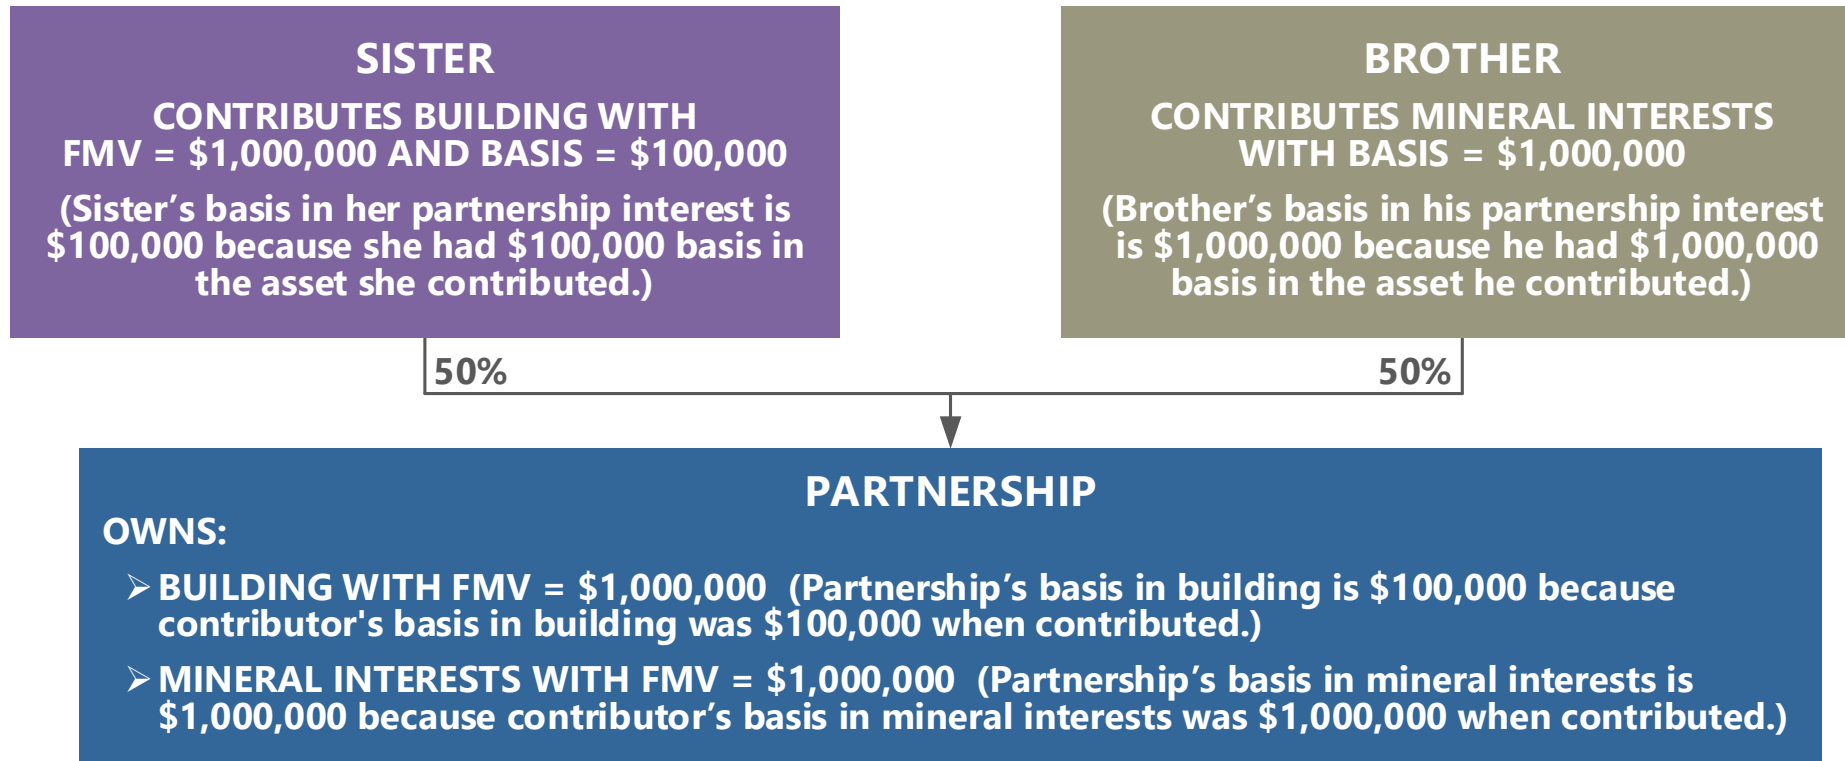 SISTER
CONTRIBUTES BUILDING WITH
FMV = $1,000,000 AND BASIS = $100,000
(Sister’s basis in her partnership interest is
$100,000 because she had $100,000 basis in
the asset she contributed.)
BROTHER
CONTRIBUTES MINERAL INTERESTS
WITH BASIS = $1,000,000
(Brother’s basis in his partnership interest
is $1,000,000 because he had $1,000,000
basis in the asset he contributed.)
50%
50%
PARTNERSHIP
OWNS:
➢ BUILDING WITH FMV = $1,000,000 (Partnership’s basis in building is $100,000 because
contributor's basis in building was $100,000 when contributed.)
➢ MINERAL INTERESTS WITH FMV = $1,000,000 (Partnership’s basis in mineral interests is
$1,000,000 because contributor’s basis in mineral interests was $1,000,000 when contributed.)